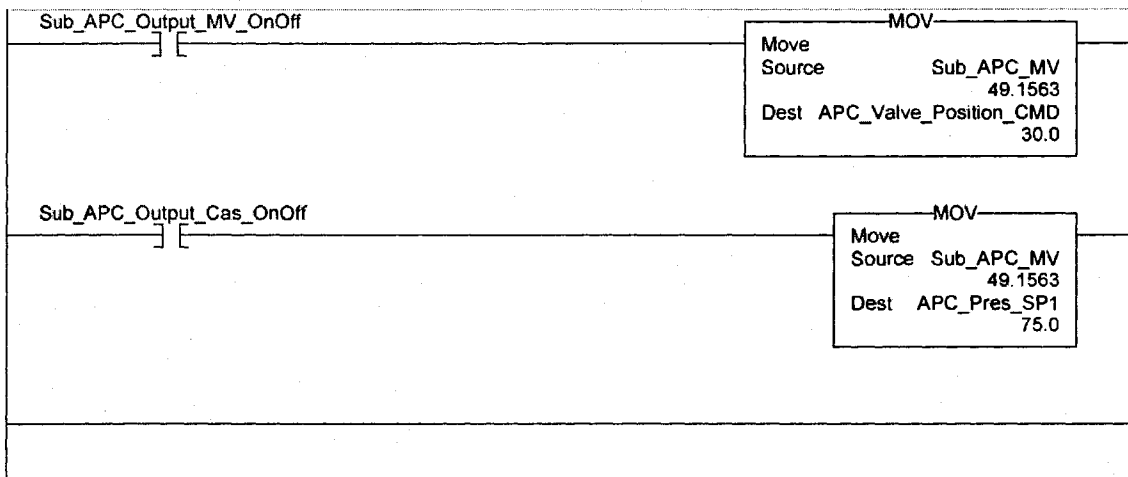 Sub_APC_Output_MV_OnOff
MOV
Move
Source Sub_APC_MV
49.1563
Dest APC_Valve_Position_CMD
30.0
Sub_APC_Output_Cas_OnOff
MOV
Move
Source Sub_APC_MV
49.1563
Dest APC_Pres_SP1
75.0